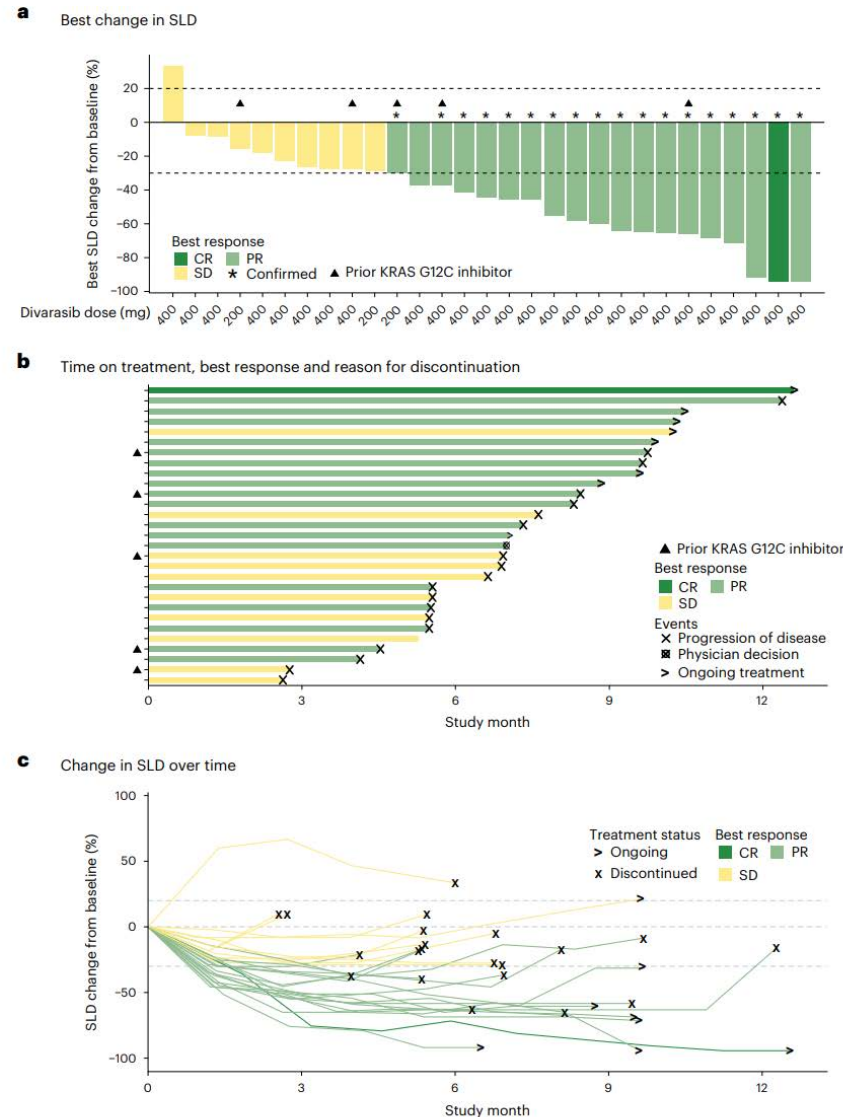 a
Best change in SLD
Best SLD change from baseline (%)
20
0
−20
−40
−60
−80
−100
Best response
CR PR
SD * Confirmed ▲ Prior KRAS G12C inhibitor
Divarasib dose (mg) 400 400 400 200 400 400 400 400 400 400 200 400 400 400 400 400 400 400 400 400 400 400 400 400 400 400 400 400 400
b
Time on treatment, best response and reason for discontinuation
▲ Prior KRAS G12C inhibitor
Best response
CR PR
SD
Events
Progression of disease
Physician decision
> Ongoing treatment
0 3 6 9 12
Study month
c
Change in SLD over time
SLD change from baseline (%)
100
50
0
−50
−100
Treatment status
> Ongoing
x Discontinued
Best response
CR PR
SD
0 3 6 9 12
Study month